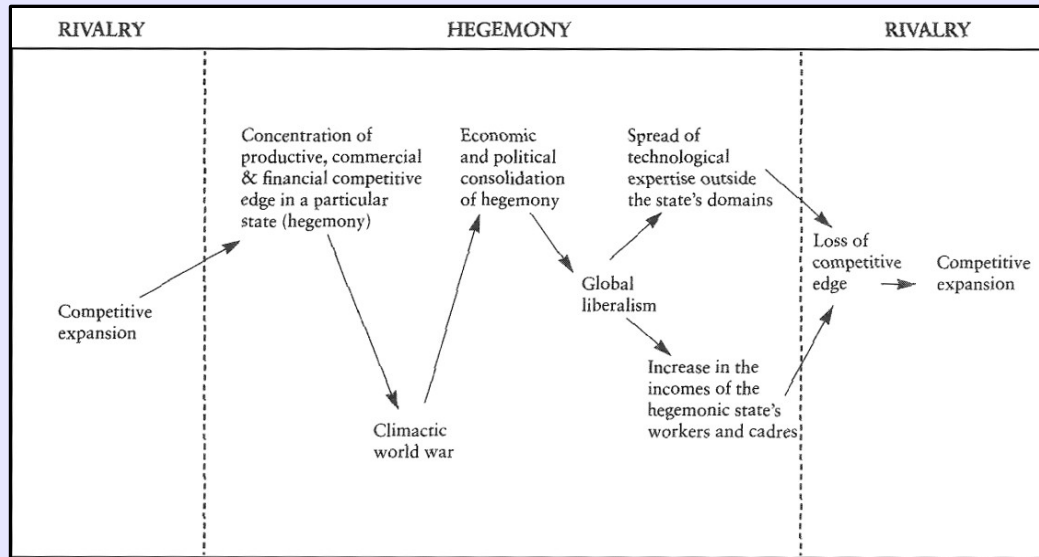 RIVALRY
HEGEMONY
RIVALRY
Concentration of
productive, commercial
& financial competitive
edge in a particular
state (hegemony)
Economic
and political
consolidation
of hegemony
Spread of
technological
expertise outside
the state's domains
Competitive
expansion
Climactic
world war
Global
liberalism
Increase in the
incomes of the
hegemonic state's
workers and cadres
Loss of
competitive
edge
Competitive
expansion